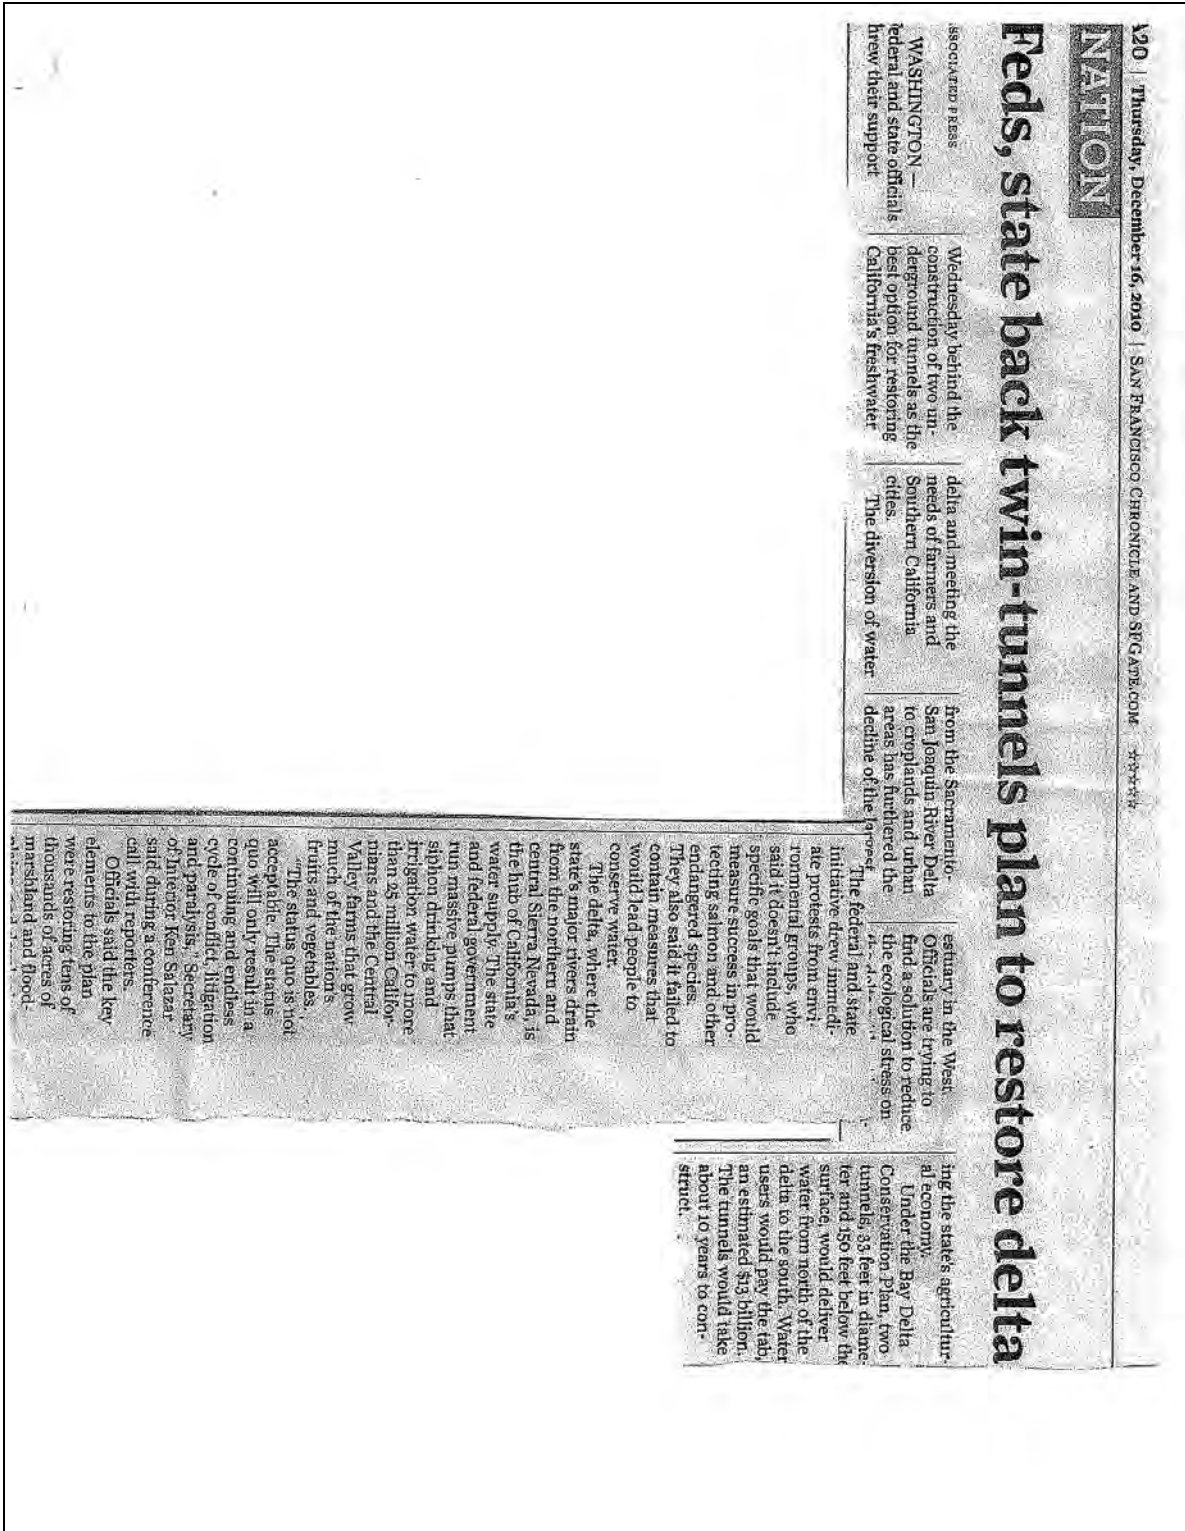 A20 | Thursday, December 16, 2010 | SAN FRANCISCO CHRONICLE AND SFGATE.COM ☆☆☆☆☆
NATION
Feds, state back twin-tunnels plan to restore delta
ASSOCIATED PRESS
WASHINGTON —
federal and state officials
threw their support
Wednesday behind the
construction of two un-
derground tunnels as the
best option for restoring
California's freshwater
delta and meeting the
needs of farmers and
Southern California
cities.
The diversion of water
from the Sacramento-
San Joaquin River Delta
to croplands and urban
areas has furthered the
decline of the largest
estuary in the West.
Officials are trying to
find a solution to reduce
the ecological stress on
The federal and state
initiative drew immedi-
ate protests from envi-
ronmental groups, who
said it doesn't include
specific goals that would
measure success in pro-
tecting salmon and other
endangered species.
They also said it failed to
contain measures that
would lead people to
conserve water.
The delta, where the
state's major rivers drain
from the northern and
central Sierra Nevada, is
the hub of California's
water supply. The state
and federal government
run massive pumps that
siphon drinking and
irrigation water to more
than 25 million Califor-
nians and the Central
Valley farms that grow
much of the nation's
fruits and vegetables.
"The status quo is not
acceptable. The status
quo will only result in a
continuing and endless
cycle of conflict, litigation
and paralysis," Secretary
of Interior Ken Salazar
said during a conference
call with reporters.
Officials said the key
elements to the plan
were restoring tens of
thousands of acres of
marshland and flood-
ing the state's agricultur-
al economy.
Under the Bay Delta
Conservation Plan, two
tunnels, 33 feet in diame-
ter and 150 feet below the
surface, would deliver
water from north of the
delta to the south. Water
users would pay the tab,
an estimated $13 billion.
The tunnels would take
about 10 years to con-
struct.